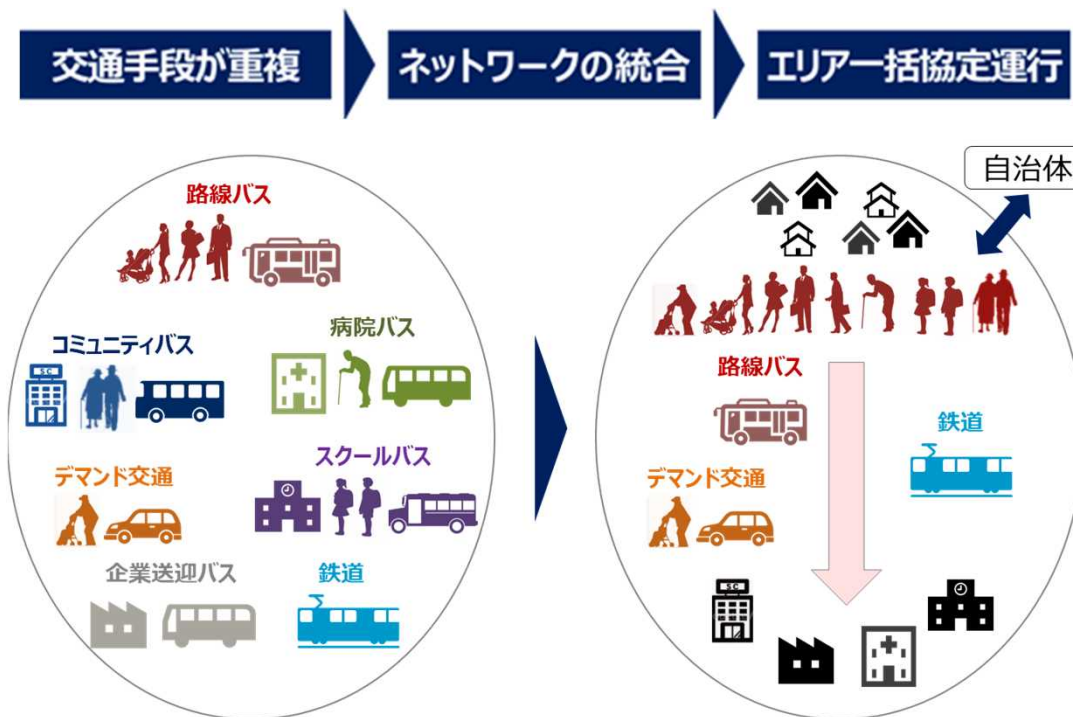 交通手段が重複
ネットワークの統合
エリア一括協定運行
路線バス
コミュニティバス
SC
病院バス
デマンド交通
スクールバス
企業送迎バス
鉄道
自治体
路線バス
鉄道
デマンド交通
SC